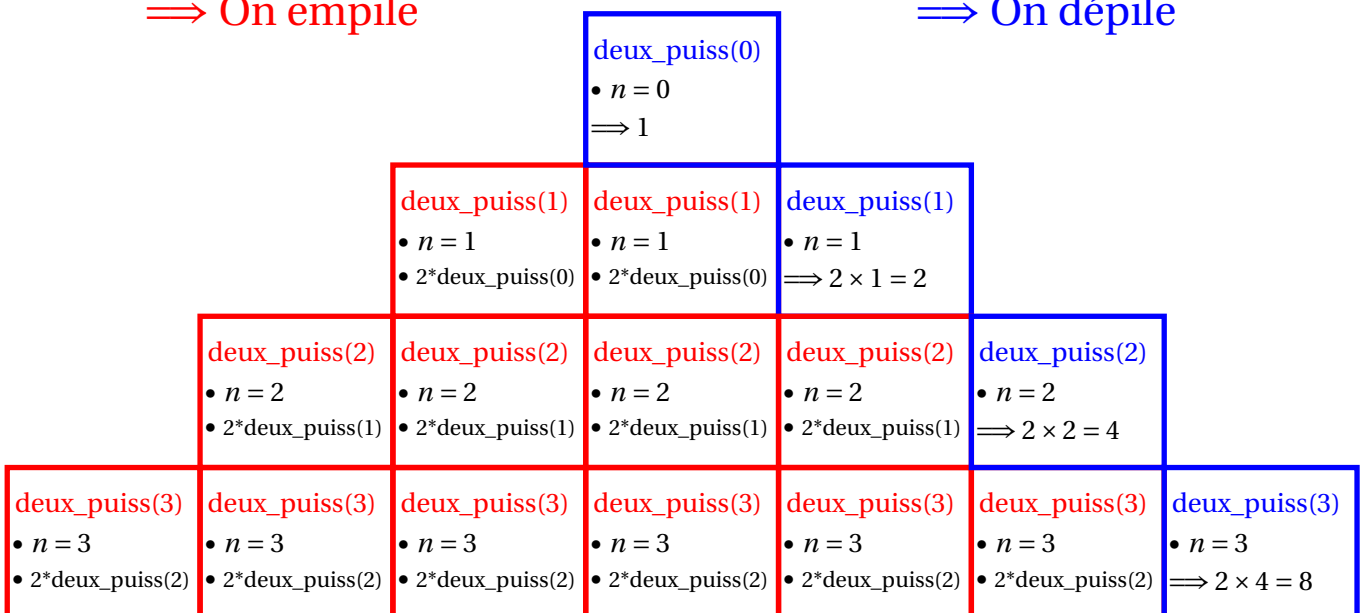 ⟹ On empile ⟹ On dépile
deux_puiss(0)
• n = 0
⟹ 1
deux_puiss(1) deux_puiss(1) deux_puiss(1)
• n = 1 • n = 1 • n = 1
• 2*deux_puiss(0) • 2*deux_puiss(0) ⟹ 2 × 1 = 2
deux_puiss(2) deux_puiss(2) deux_puiss(2) deux_puiss(2) deux_puiss(2)
• n = 2 • n = 2 • n = 2 • n = 2 • n = 2
• 2*deux_puiss(1) • 2*deux_puiss(1) • 2*deux_puiss(1) • 2*deux_puiss(1) ⟹ 2 × 2 = 4
deux_puiss(3) deux_puiss(3) deux_puiss(3) deux_puiss(3) deux_puiss(3) deux_puiss(3) deux_puiss(3)
• n = 3 • n = 3 • n = 3 • n = 3 • n = 3 • n = 3 • n = 3
• 2*deux_puiss(2) • 2*deux_puiss(2) • 2*deux_puiss(2) • 2*deux_puiss(2) • 2*deux_puiss(2) • 2*deux_puiss(2) ⟹ 2 × 4 = 8